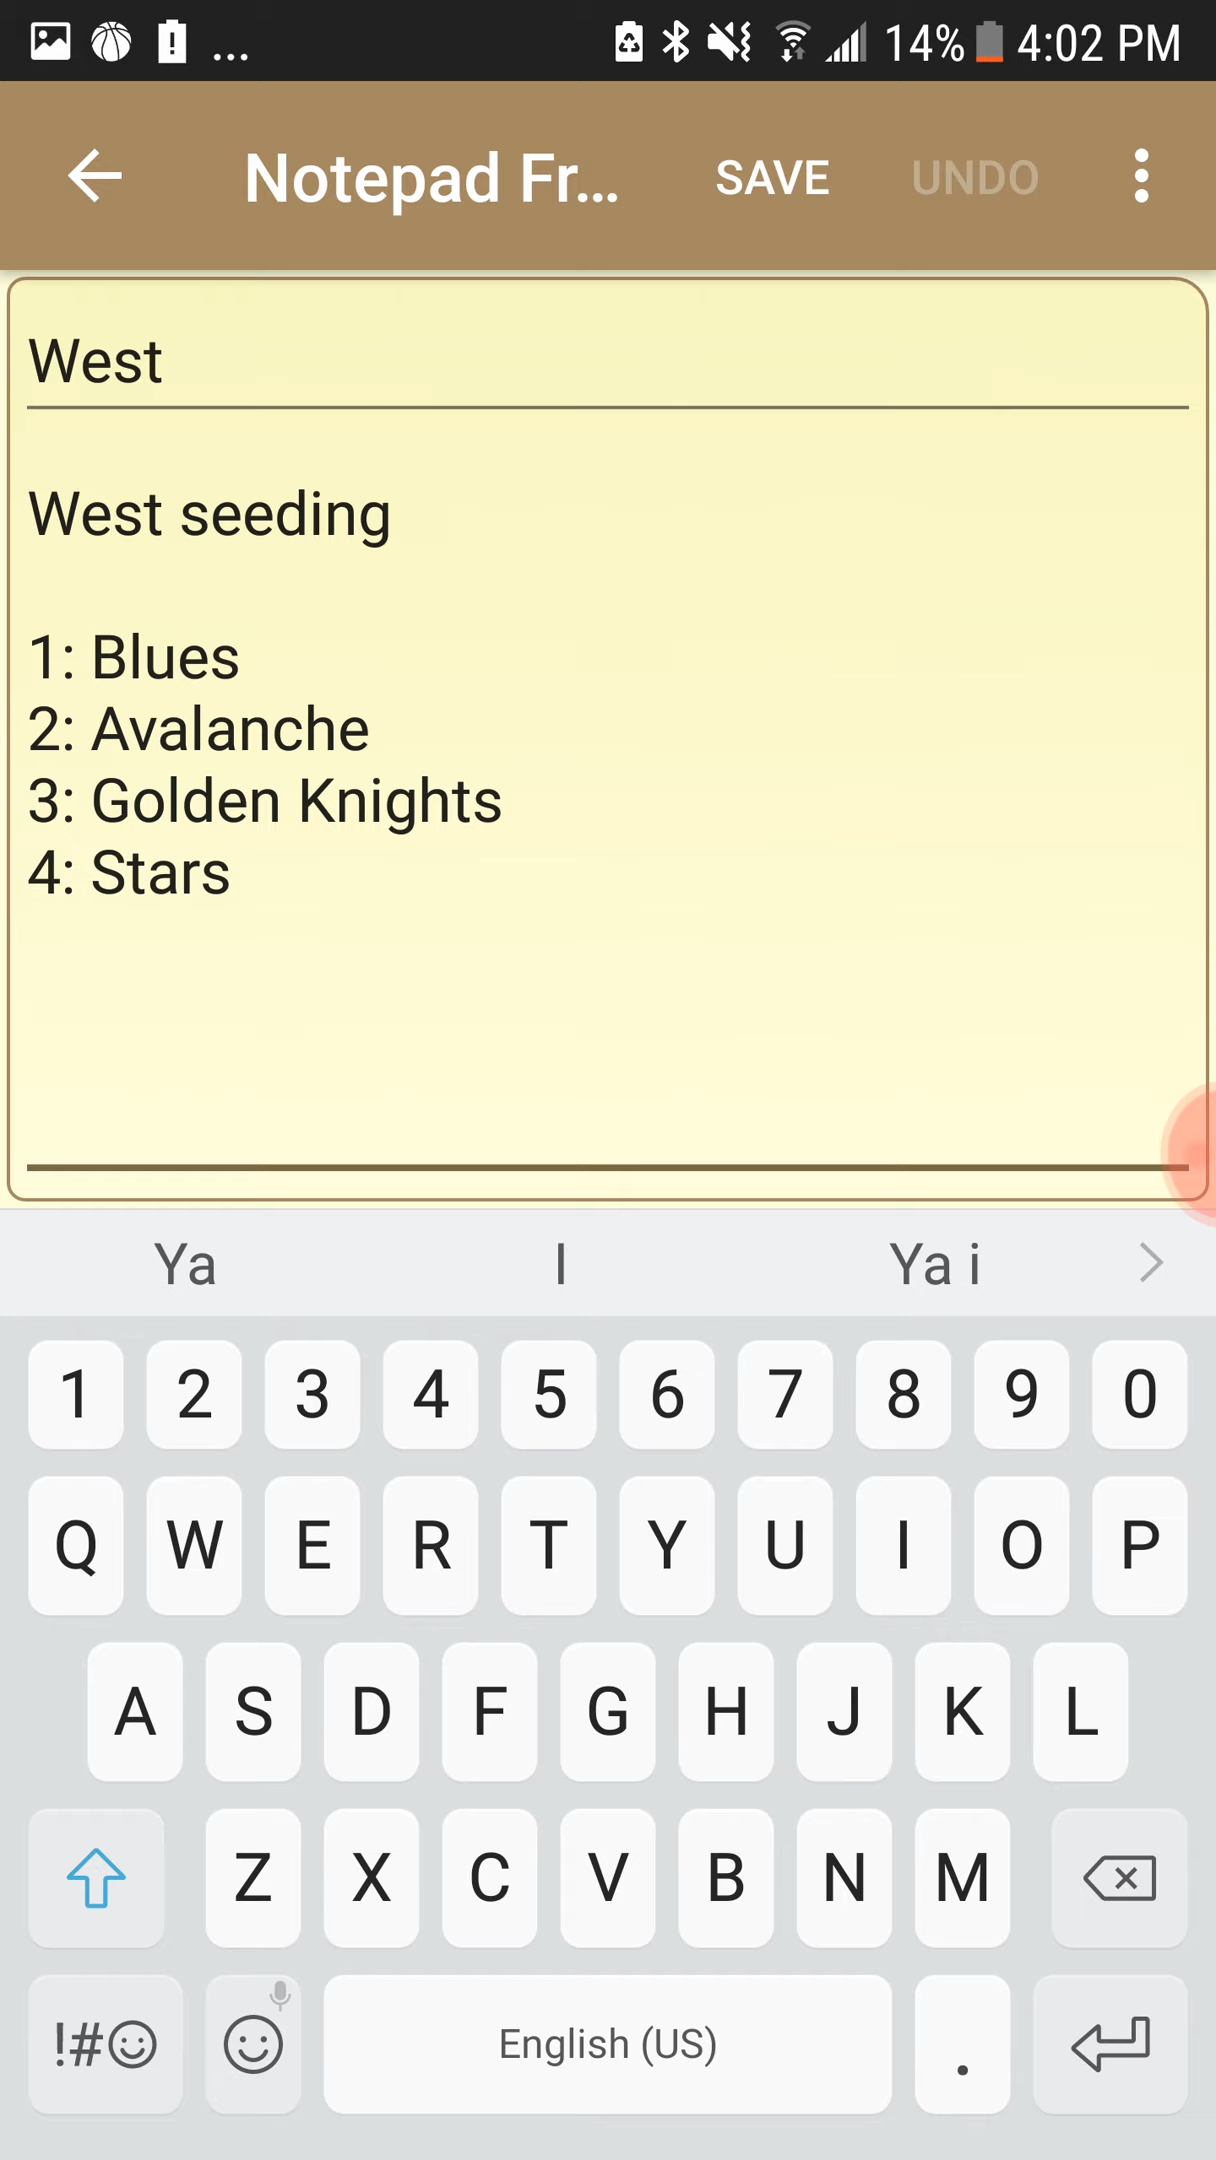 ... 14% 4:02 PM
Notepad Fr... SAVE UNDO
West
West seeding
1: Blues
2: Avalanche
3: Golden Knights
4: Stars
Ya I Ya i
1 2 3 4 5 6 7 8 9 0
Q W E R T Y U I O P
A S D F G H J K L
Z X C V B N M
!#☺ English (US) .